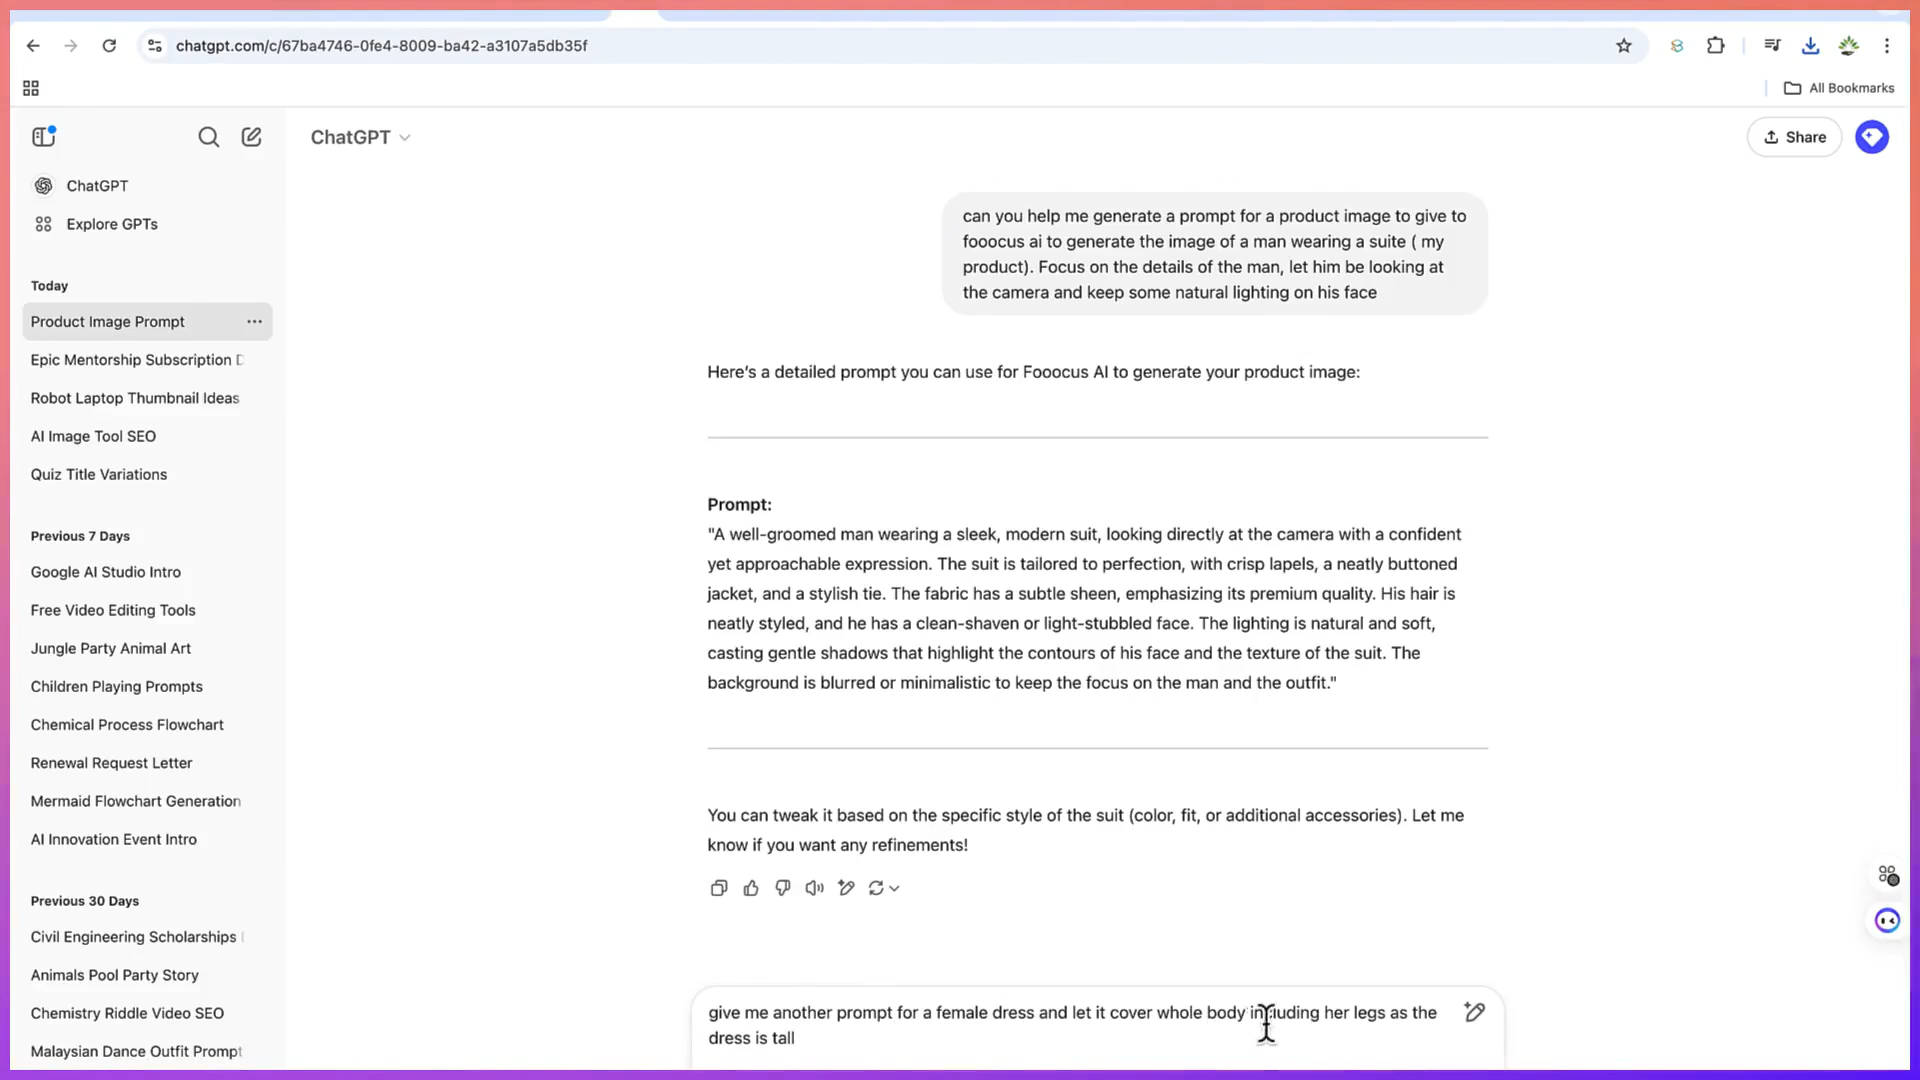 chatgpt.com/c/67ba4746-0fe4-8009-ba42-a3107a5db35f
All Bookmarks
ChatGPT
Share
ChatGPT
Explore GPTs
Today
Product Image Prompt
Epic Mentorship Subscription D
Robot Laptop Thumbnail Ideas
AI Image Tool SEO
Quiz Title Variations
Previous 7 Days
Google AI Studio Intro
Free Video Editing Tools
Jungle Party Animal Art
Children Playing Prompts
Chemical Process Flowchart
Renewal Request Letter
Mermaid Flowchart Generation
AI Innovation Event Intro
Previous 30 Days
Civil Engineering Scholarships
Animals Pool Party Story
Chemistry Riddle Video SEO
Malaysian Dance Outfit Prompt
can you help me generate a prompt for a product image to give to
fooocus ai to generate the image of a man wearing a suite ( my
product). Focus on the details of the man, let him be looking at
the camera and keep some natural lighting on his face
Here's a detailed prompt you can use for Fooocus AI to generate your product image:
Prompt:
"A well-groomed man wearing a sleek, modern suit, looking directly at the camera with a confident
yet approachable expression. The suit is tailored to perfection, with crisp lapels, a neatly buttoned
jacket, and a stylish tie. The fabric has a subtle sheen, emphasizing its premium quality. His hair is
neatly styled, and he has a clean-shaven or light-stubbled face. The lighting is natural and soft,
casting gentle shadows that highlight the contours of his face and the texture of the suit. The
background is blurred or minimalistic to keep the focus on the man and the outfit."
You can tweak it based on the specific style of the suit (color, fit, or additional accessories). Let me
know if you want any refinements!
give me another prompt for a female dress and let it cover whole body including her legs as the
dress is tall